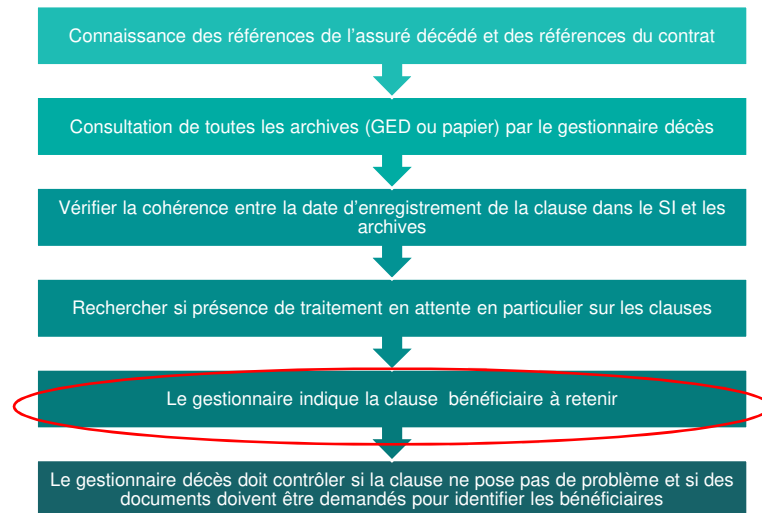 Connaissance des références de l’assuré décédé et des références du contrat
Consultation de toutes les archives (GED ou papier) par le gestionnaire décès
Vérifier la cohérence entre la date d’enregistrement de la clause dans le SI et les
archives
Rechercher si présence de traitement en attente en particulier sur les clauses
Le gestionnaire indique la clause bénéficiaire à retenir
Le gestionnaire décès doit contrôler si la clause ne pose pas de problème et si des
documents doivent être demandés pour identifier les bénéficiaires